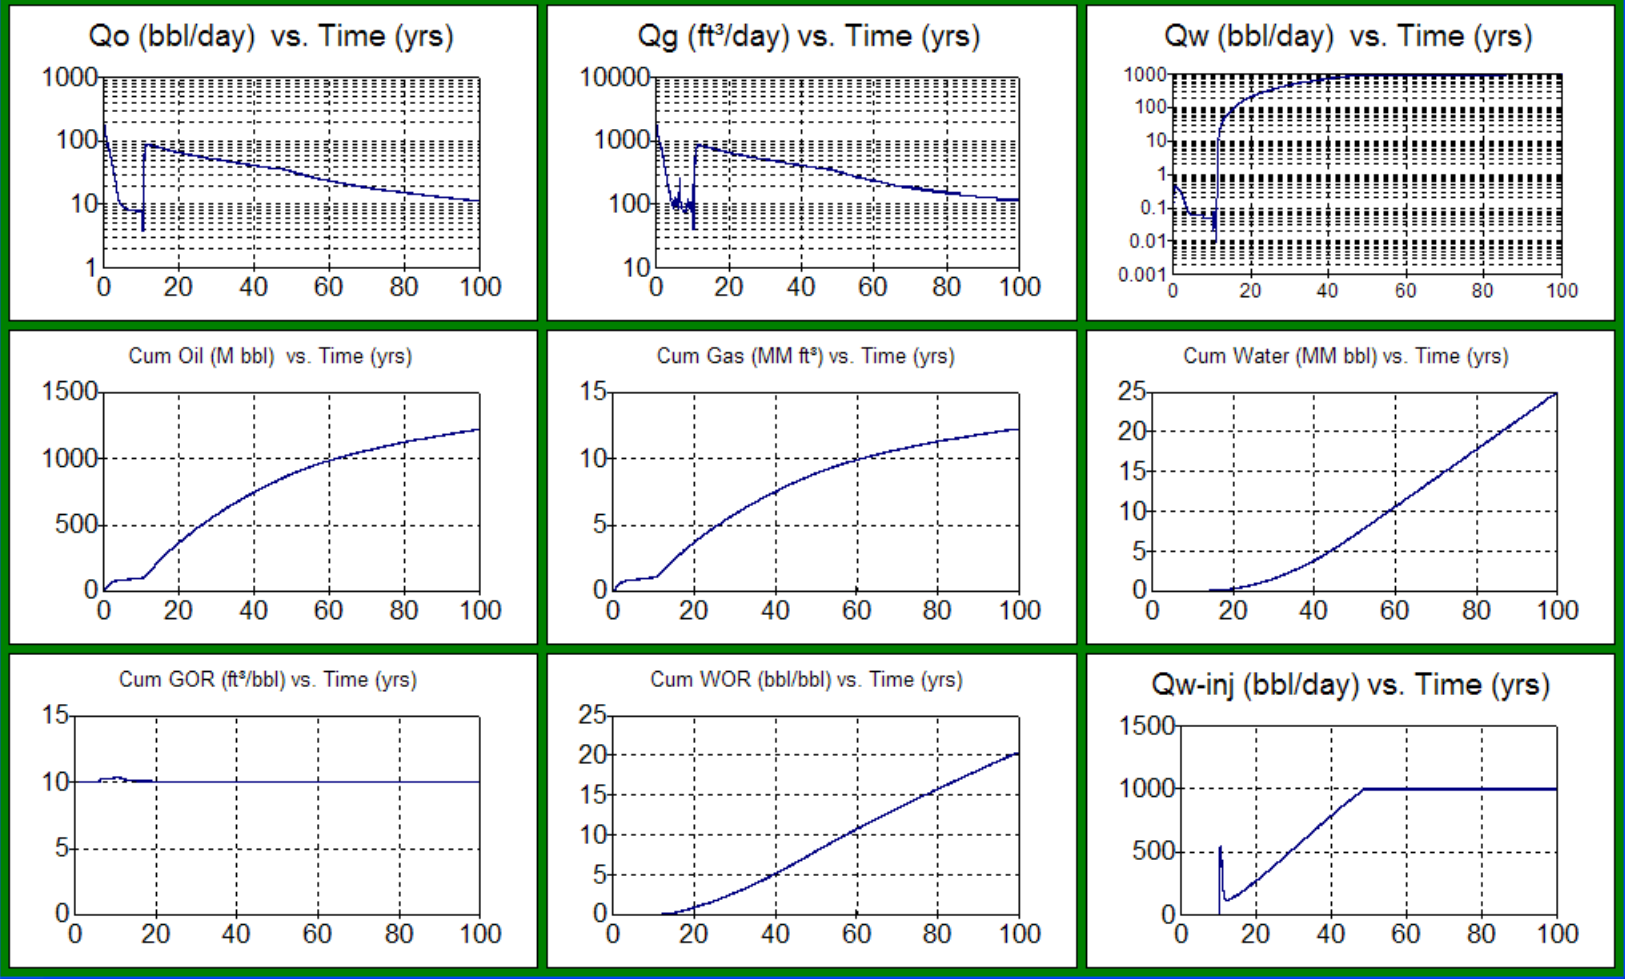 Qo (bbl/day)  vs. Time (yrs)
1000
100
10
1
0 20 40 60 80 100
Qg (ft³/day) vs. Time (yrs)
10000
1000
100
10
0 20 40 60 80 100
Qw (bbl/day)  vs. Time (yrs)
1000
100
10
1
0.1
0.01
0.001
0 20 40 60 80 100
Cum Oil (M bbl)  vs. Time (yrs)
1500
1000
500
0
0 20 40 60 80 100
Cum Gas (MM ft³) vs. Time (yrs)
15
10
5
0
0 20 40 60 80 100
Cum Water (MM bbl) vs. Time (yrs)
25
20
15
10
5
0
0 20 40 60 80 100
Cum GOR (ft³/bbl) vs. Time (yrs)
15
10
5
0
0 20 40 60 80 100
Cum WOR (bbl/bbl) vs. Time (yrs)
25
20
15
10
5
0
0 20 40 60 80 100
Qw-inj (bbl/day) vs. Time (yrs)
1500
1000
500
0
0 20 40 60 80 100